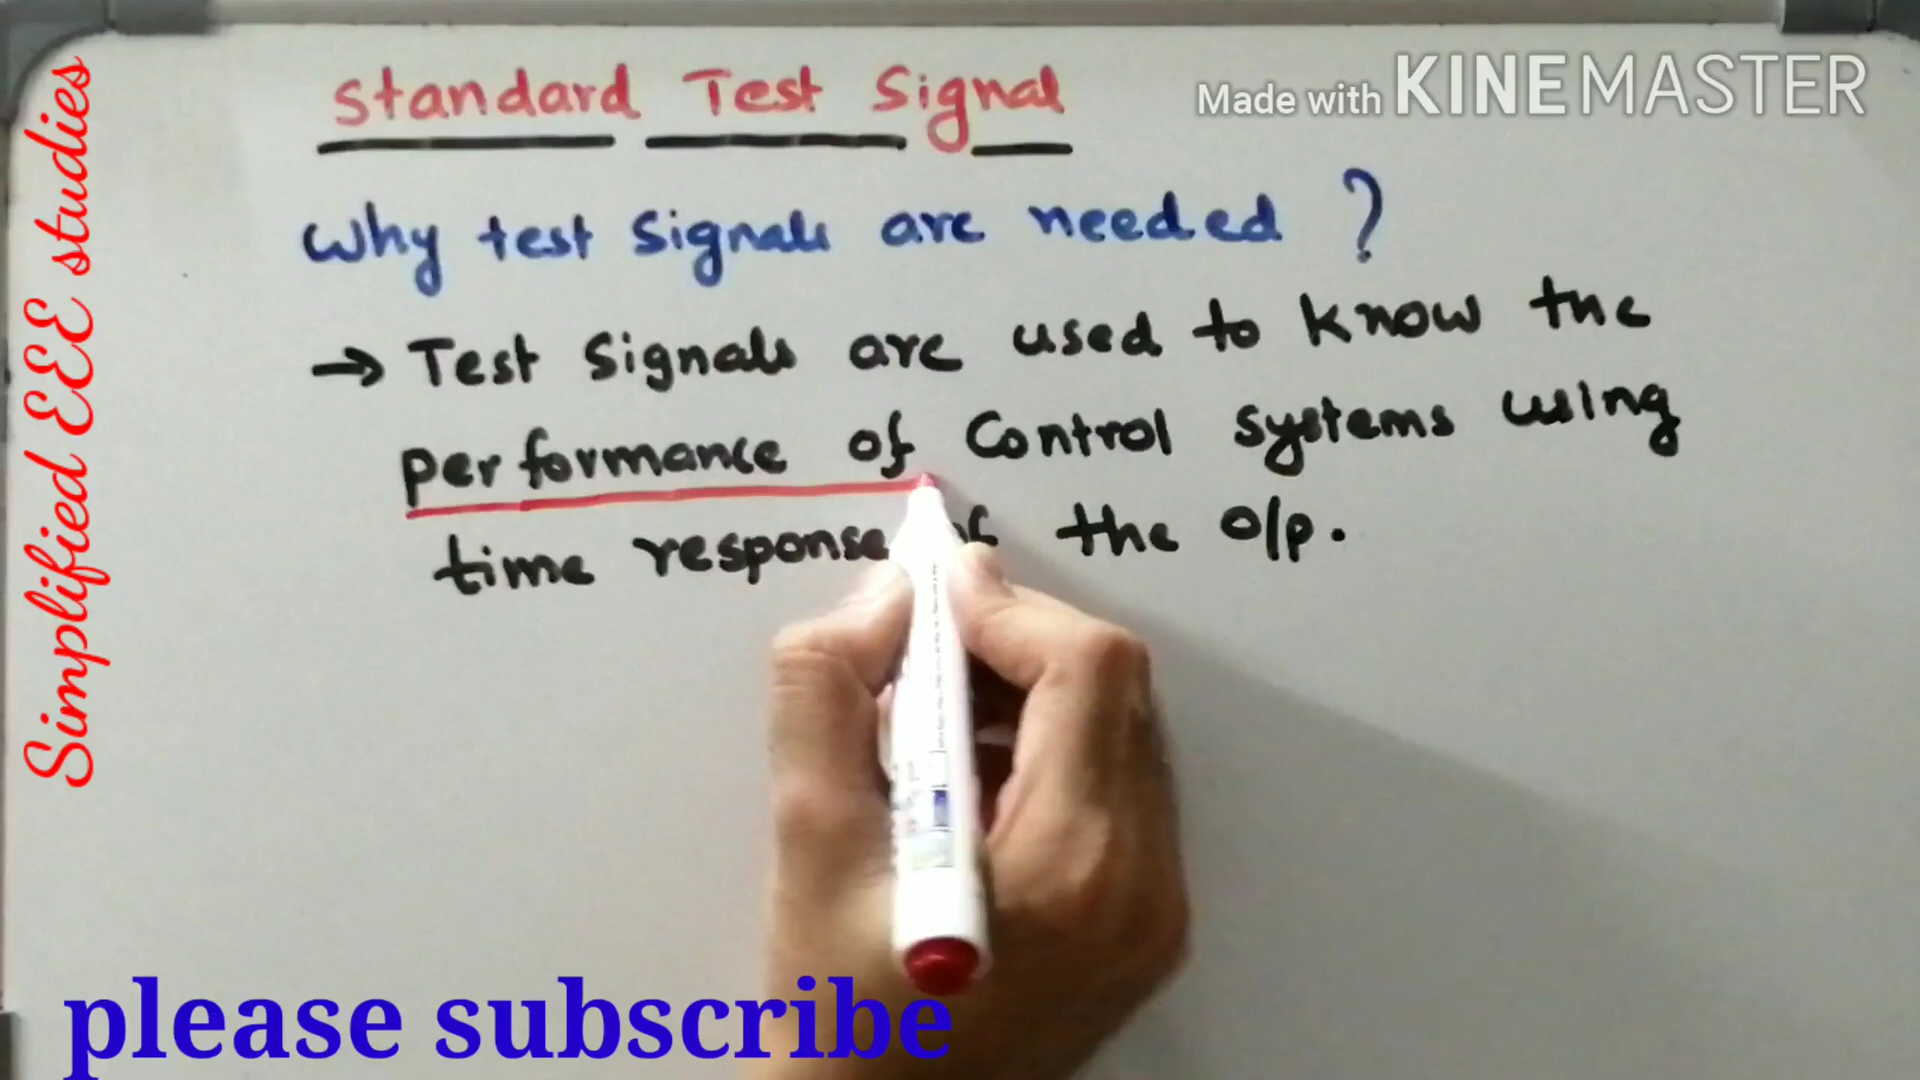 Standard Test Signal
Made with KINEMASTER
Why test signals are needed ?
→ Test signals are used to know the
performance of control systems using
time response of the o/p.
Simplified EEE studies
please subscribe